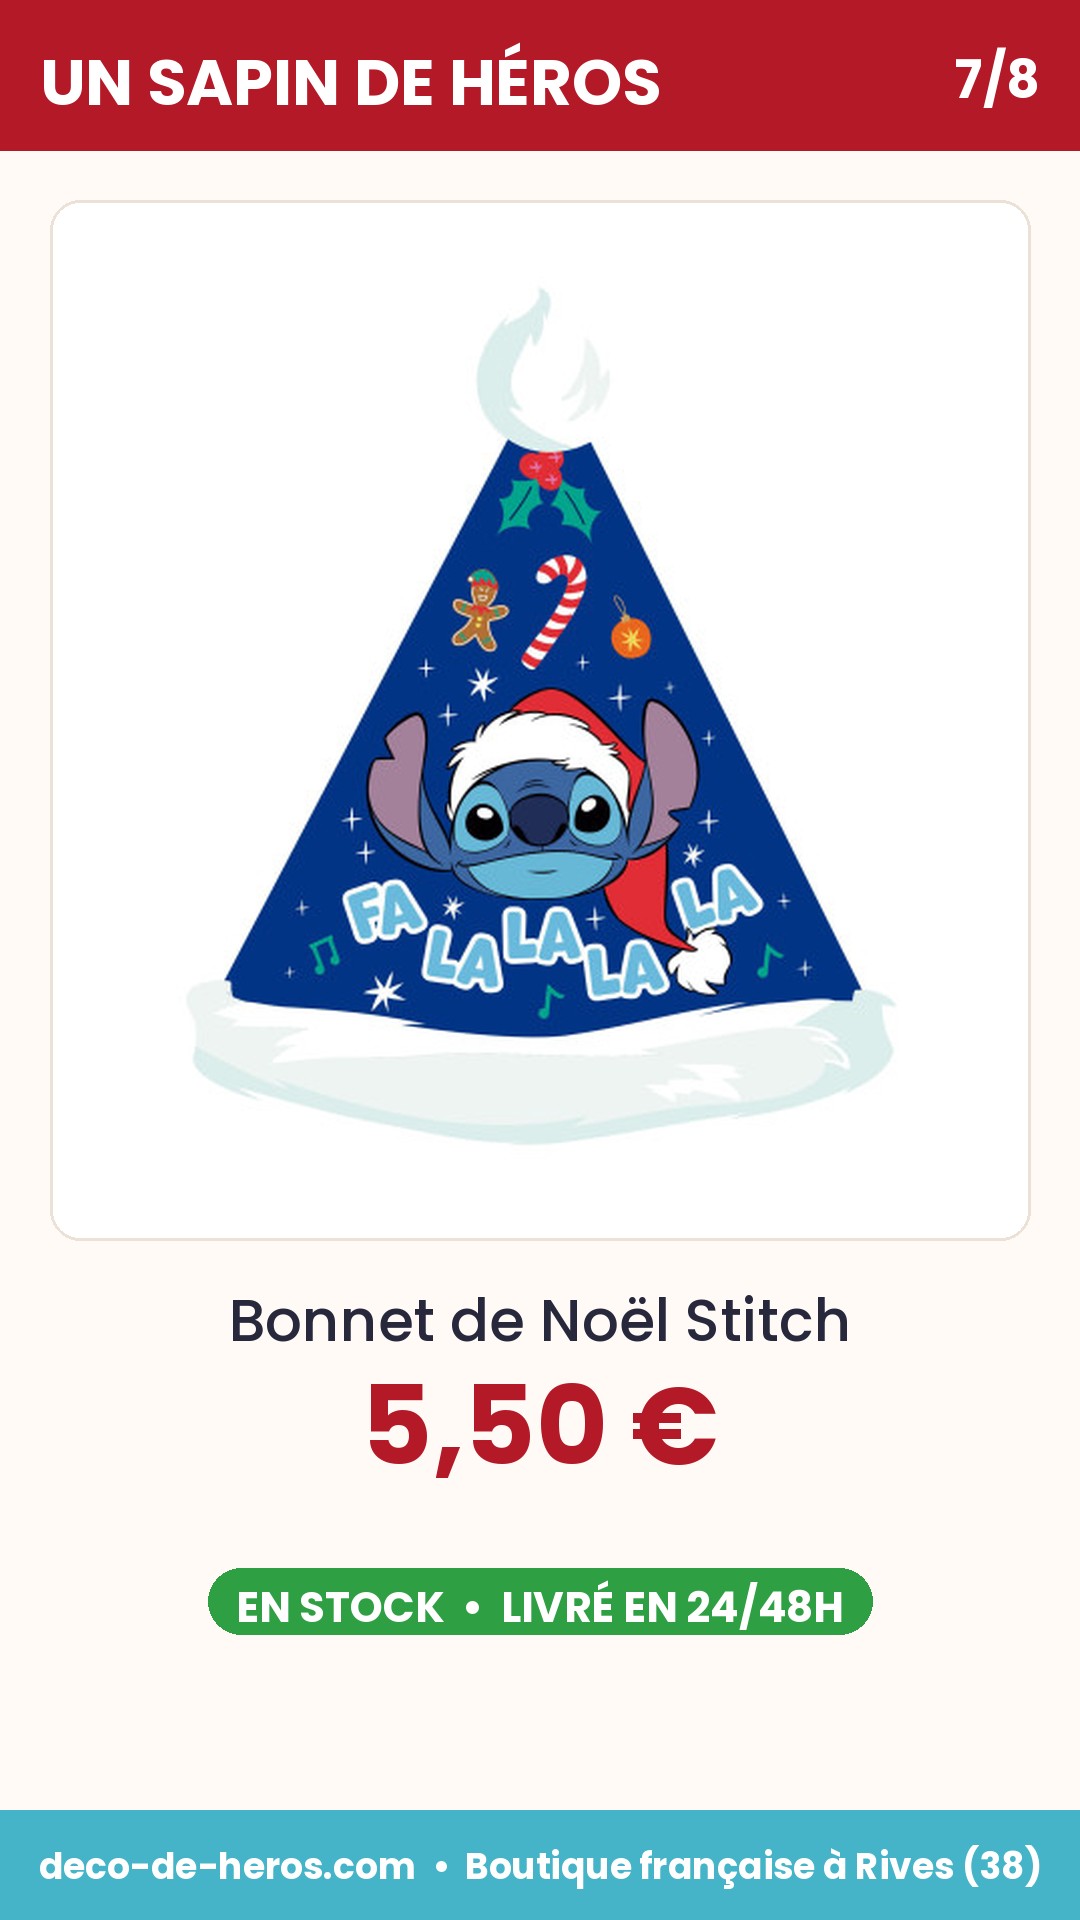 UN SAPIN DE HÉROS
7/8
FA LA LA LA LA
Bonnet de Noël Stitch
5,50 €
EN STOCK • LIVRÉ EN 24/48H
deco-de-heros.com • Boutique française à Rives (38)